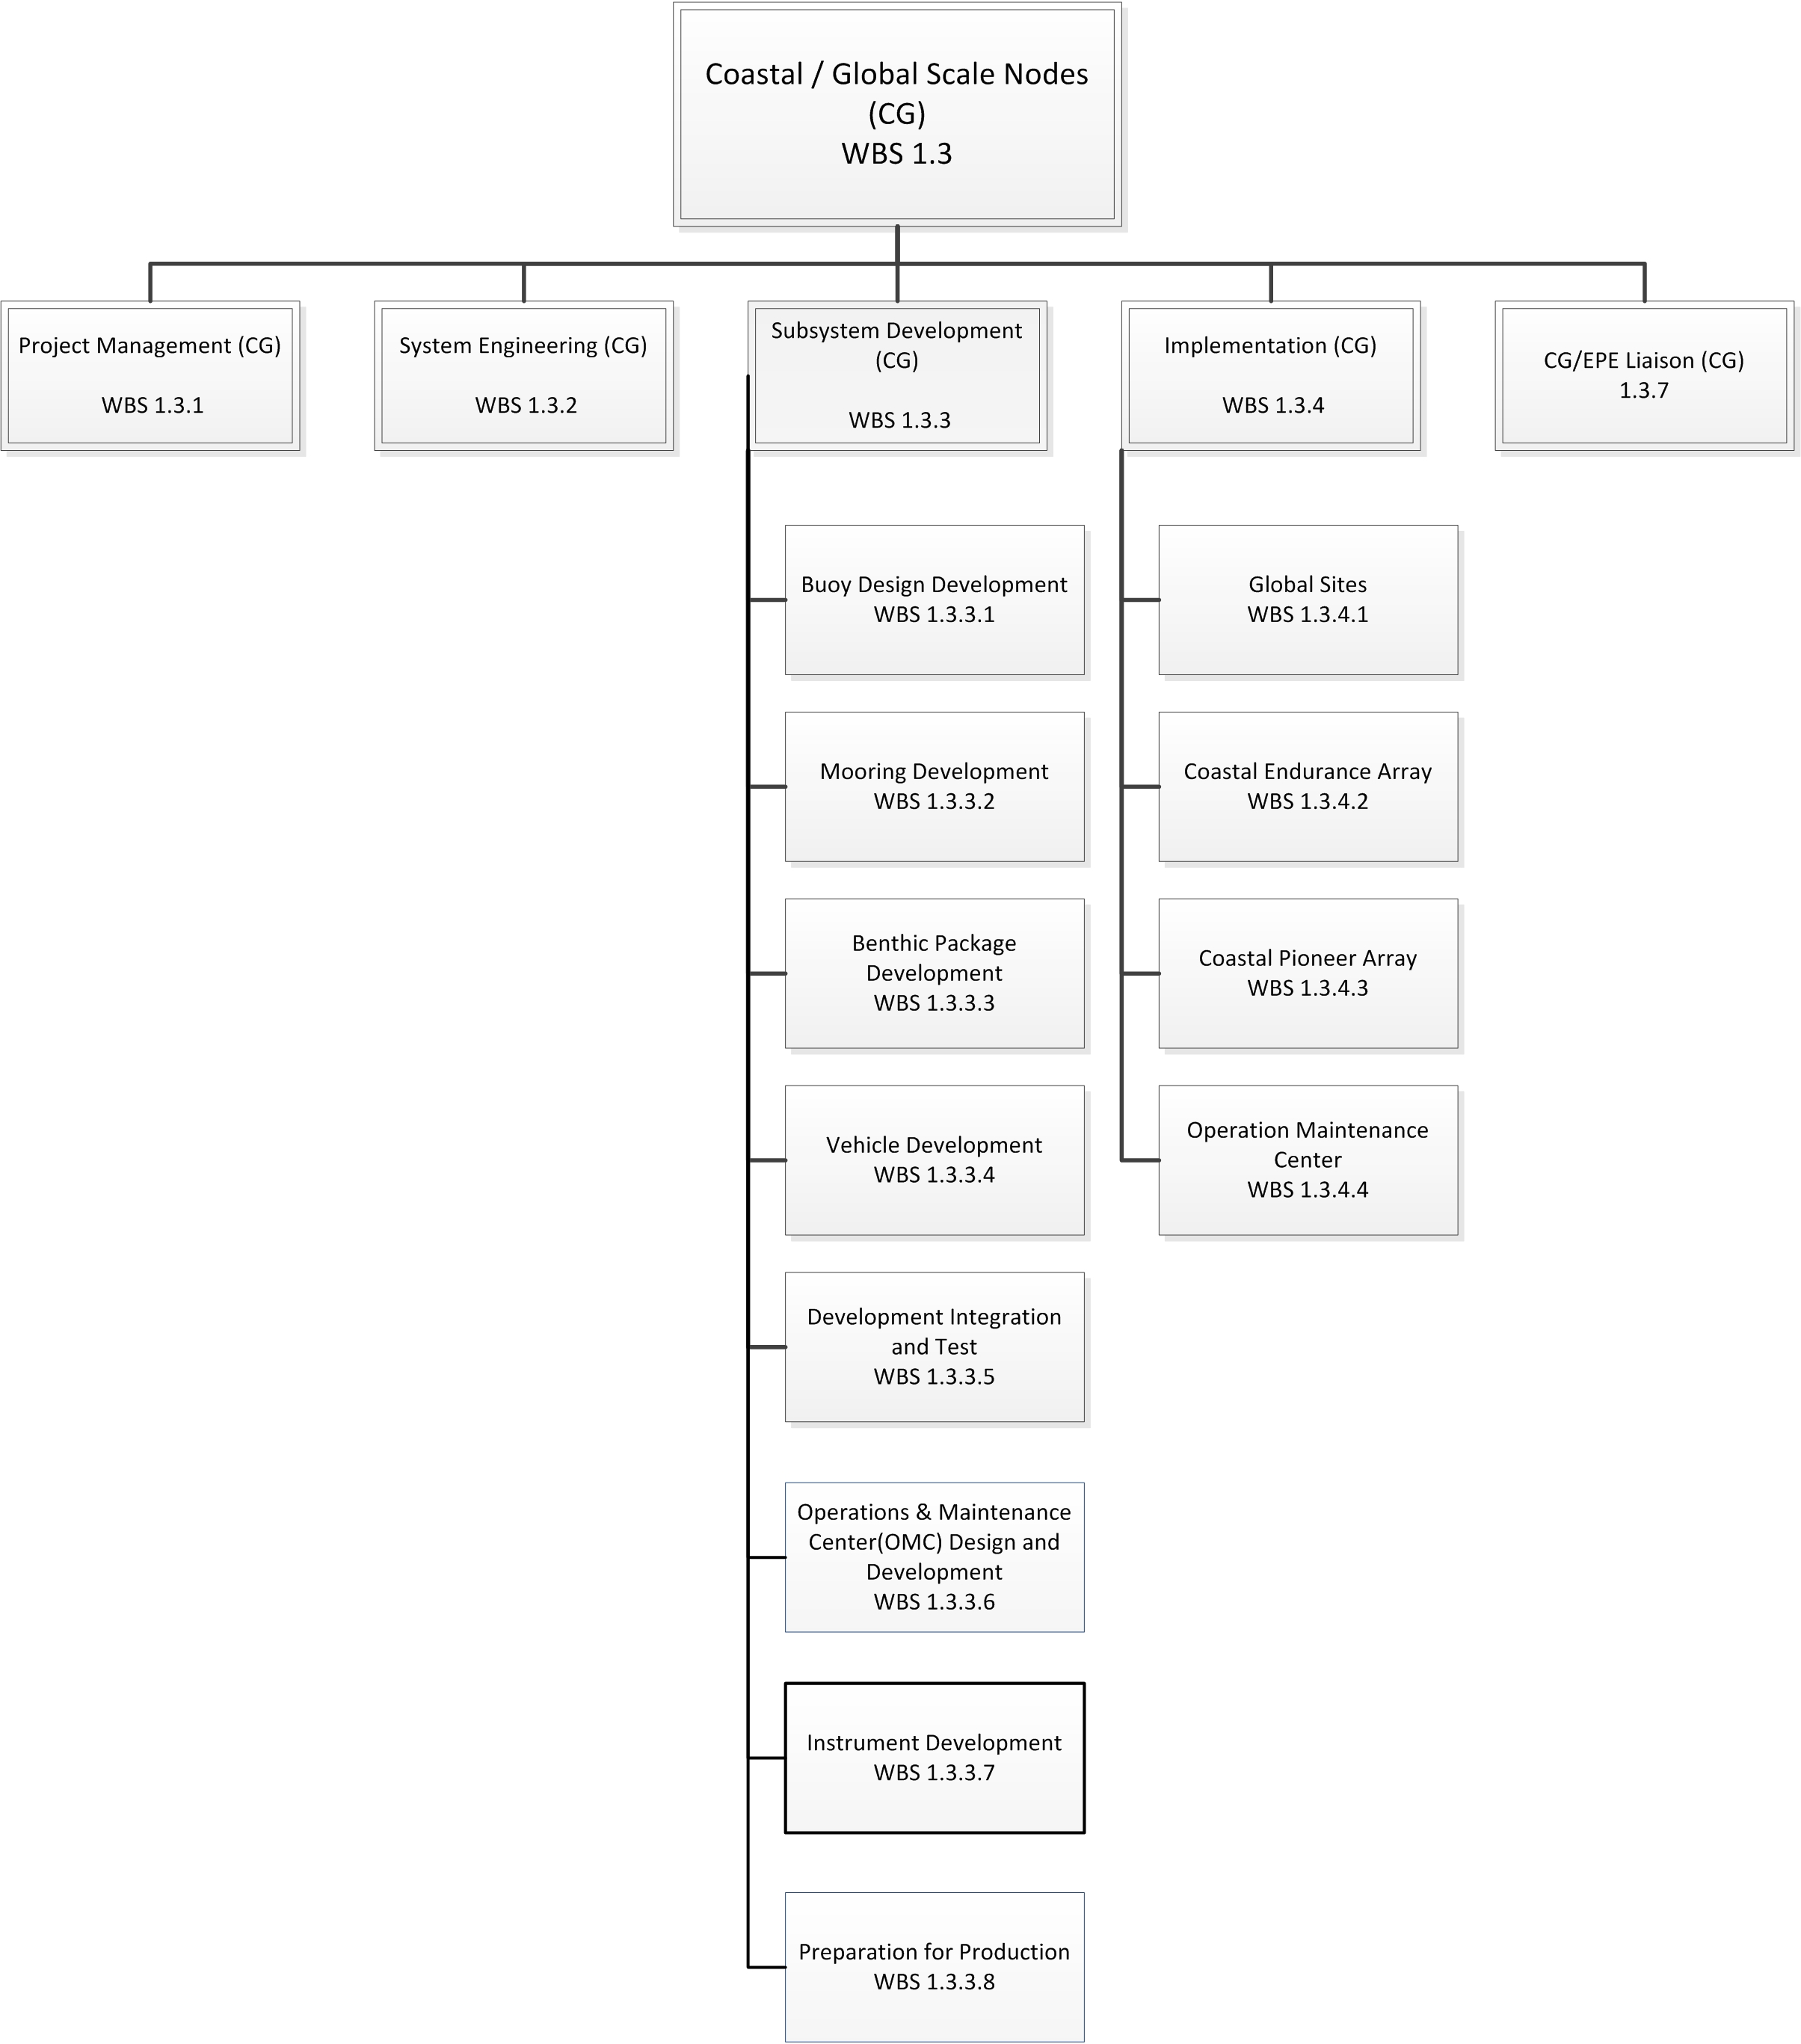 Coastal / Global Scale Nodes
(CG)
WBS 1.3
Project Management (CG)
WBS 1.3.1
System Engineering (CG)
WBS 1.3.2
Subsystem Development
(CG)
WBS 1.3.3
Implementation (CG)
WBS 1.3.4
CG/EPE Liaison (CG)
1.3.7
Buoy Design Development
WBS 1.3.3.1
Mooring Development
WBS 1.3.3.2
Benthic Package
Development
WBS 1.3.3.3
Vehicle Development
WBS 1.3.3.4
Development Integration
and Test
WBS 1.3.3.5
Operations & Maintenance
Center(OMC) Design and
Development
WBS 1.3.3.6
Instrument Development
WBS 1.3.3.7
Preparation for Production
WBS 1.3.3.8
Global Sites
WBS 1.3.4.1
Coastal Endurance Array
WBS 1.3.4.2
Coastal Pioneer Array
WBS 1.3.4.3
Operation Maintenance
Center
WBS 1.3.4.4